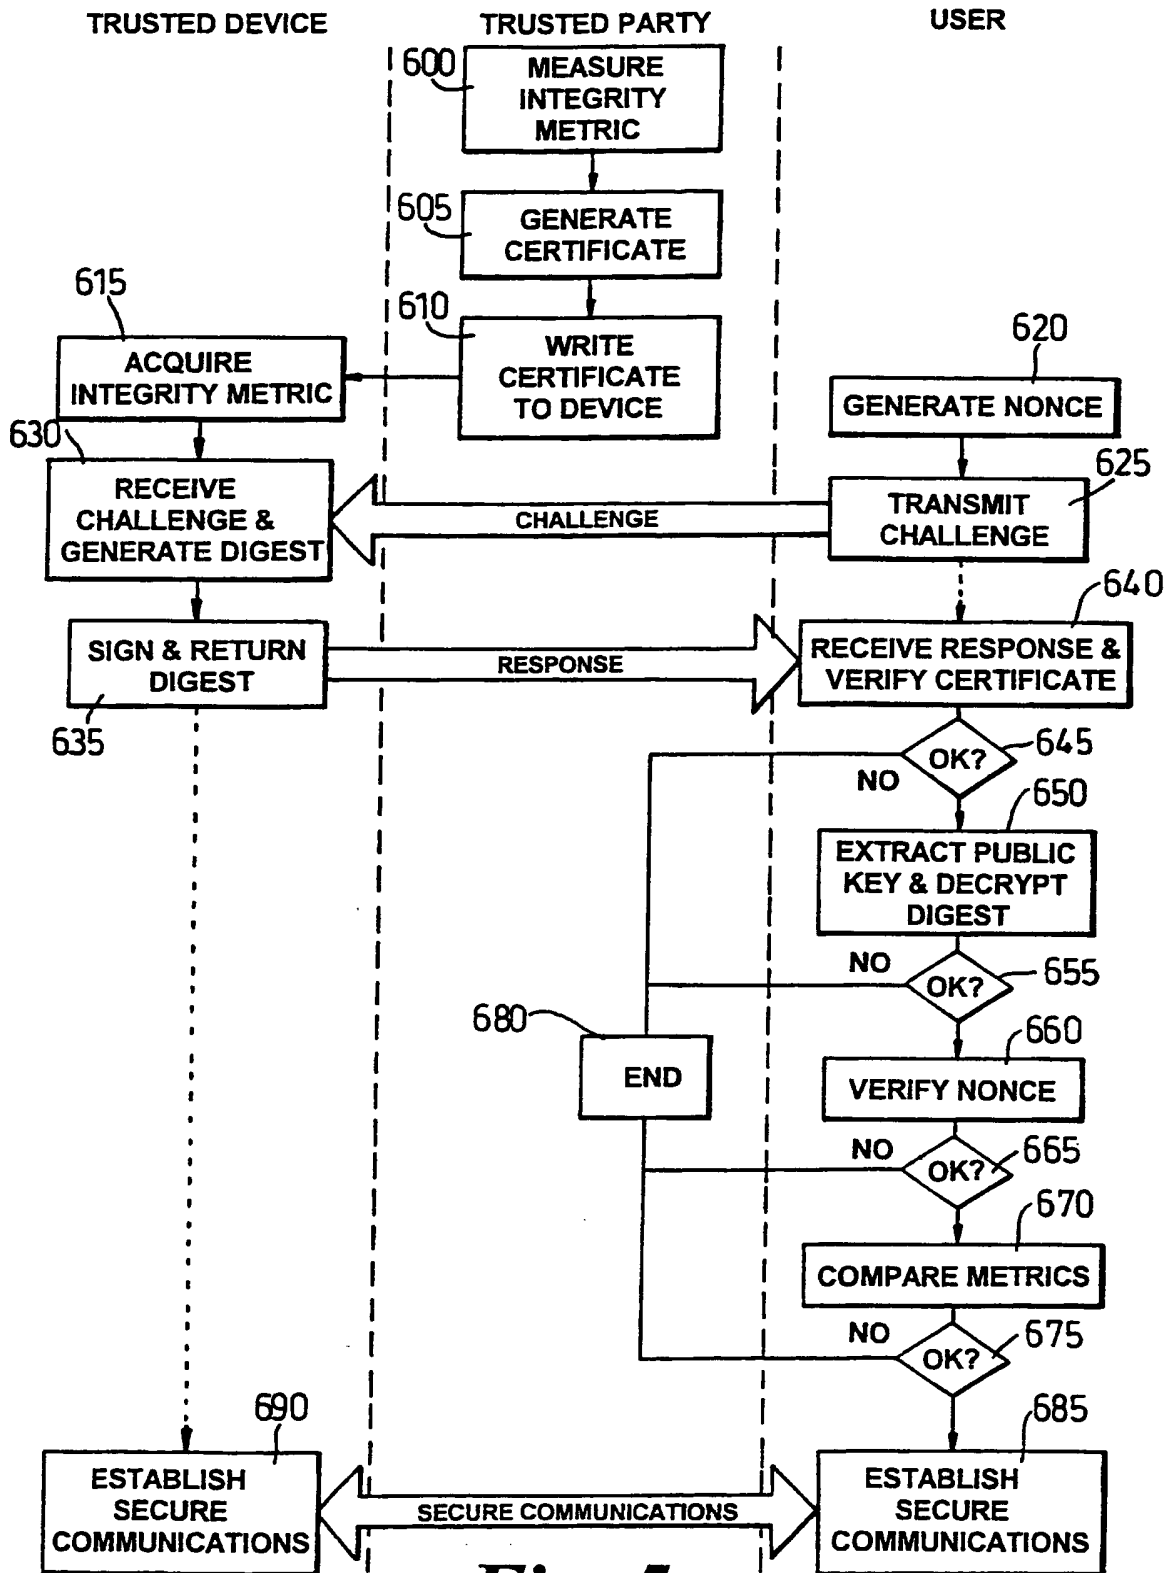 TRUSTED DEVICE
TRUSTED PARTY
USER
600
MEASURE
INTEGRITY
METRIC
605
GENERATE
CERTIFICATE
610
WRITE
CERTIFICATE
TO DEVICE
615
ACQUIRE
INTEGRITY METRIC
620
GENERATE NONCE
625
TRANSMIT
CHALLENGE
CHALLENGE
630
RECEIVE
CHALLENGE &
GENERATE DIGEST
635
SIGN & RETURN
DIGEST
RESPONSE
640
RECEIVE RESPONSE &
VERIFY CERTIFICATE
645
OK?
NO
650
EXTRACT PUBLIC
KEY & DECRYPT
DIGEST
655
OK?
NO
660
VERIFY NONCE
665
OK?
NO
670
COMPARE METRICS
675
OK?
NO
680
END
685
ESTABLISH
SECURE
COMMUNICATIONS
SECURE COMMUNICATIONS
690
ESTABLISH
SECURE
COMMUNICATIONS